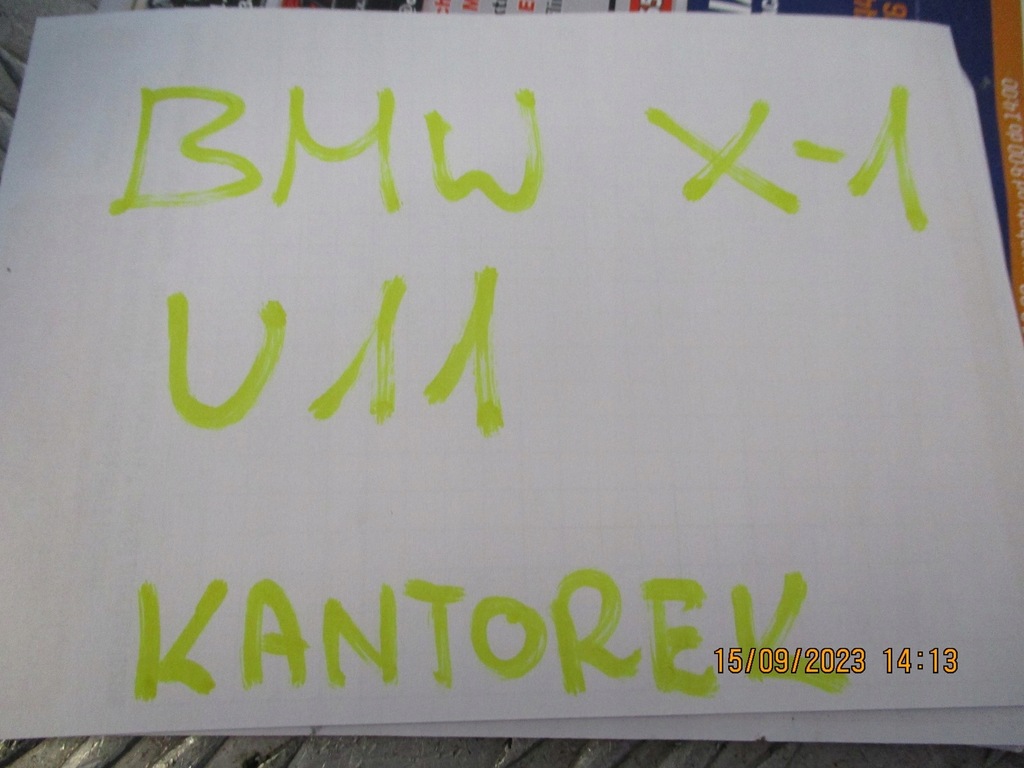 BMW X-1
U11
KANTOREK
15/09/2023 14:13